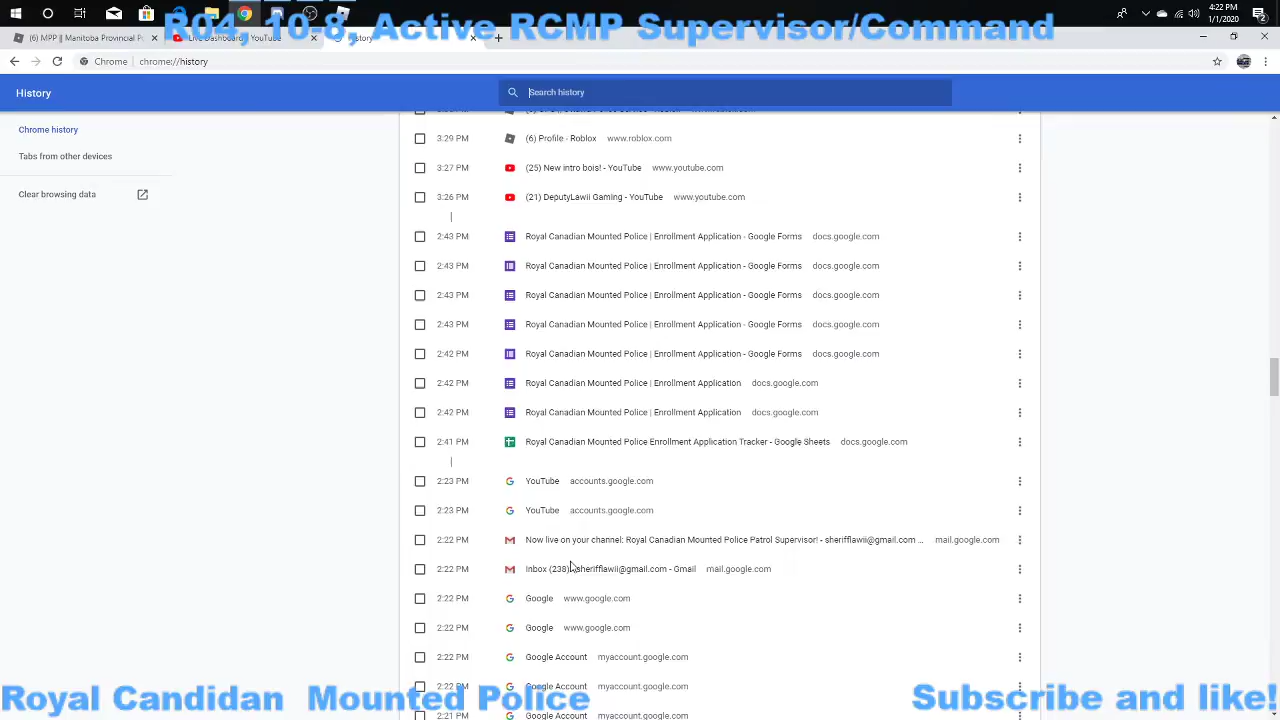 4:22 PM
1/1/2020
R04, 10-8, Active RCMP Supervisor/Command
(6) MPP || Manitoba Provincial P
Live Dashboard - YouTube
History
Chrome
chrome://history
History
Search history
Chrome history
Tabs from other devices
Clear browsing data
3:29 PM (6) Profile - Roblox www.roblox.com
3:27 PM (25) New intro bois! - YouTube www.youtube.com
3:26 PM (21) DeputyLawii Gaming - YouTube www.youtube.com
2:43 PM Royal Canadian Mounted Police | Enrollment Application - Google Forms docs.google.com
2:43 PM Royal Canadian Mounted Police | Enrollment Application - Google Forms docs.google.com
2:43 PM Royal Canadian Mounted Police | Enrollment Application - Google Forms docs.google.com
2:43 PM Royal Canadian Mounted Police | Enrollment Application - Google Forms docs.google.com
2:42 PM Royal Canadian Mounted Police | Enrollment Application - Google Forms docs.google.com
2:42 PM Royal Canadian Mounted Police | Enrollment Application docs.google.com
2:42 PM Royal Canadian Mounted Police | Enrollment Application docs.google.com
2:41 PM Royal Canadian Mounted Police Enrollment Application Tracker - Google Sheets docs.google.com
2:23 PM YouTube accounts.google.com
2:23 PM YouTube accounts.google.com
2:22 PM Now live on your channel: Royal Canadian Mounted Police Patrol Supervisor! - sherifflawii@gmail.com ... mail.google.com
2:22 PM Inbox (238) sherifflawii@gmail.com - Gmail mail.google.com
2:22 PM Google www.google.com
2:22 PM Google www.google.com
2:22 PM Google Account myaccount.google.com
2:22 PM Google Account myaccount.google.com
2:21 PM Google Account myaccount.google.com
Royal Candidan Mounted Police
Subscribe and like!